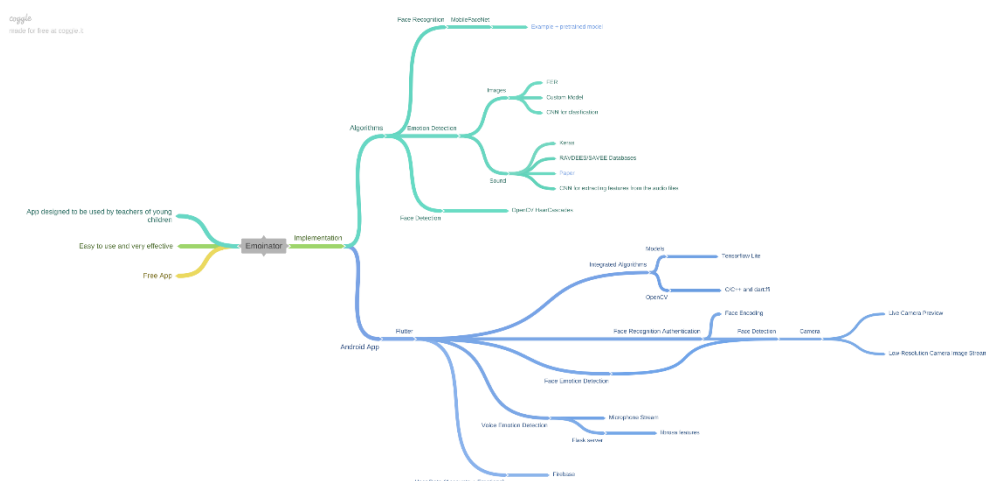 coggle
made for free at coggle.it
Face Recognition
MobileFaceNet
Example + pretrained model
Images
FER
Custom Model
CNN for clasification
Algorithms
Emotion Detection
Keras
RAVDEES/SAVEE Databases
Paper
Sound
CNN for extracting features from the audio files
Face Detection
OpenCV HaarCascades
App designed to be used by teachers of young
children
Easy to use and very effective
Emoinator
Implementation
Free App
Models
Tensorflow Lite
Integrated Algorithms
OpenCV
C/C++ and dart:ffi
Face Encoding
Live Camera Preview
Android App
Flutter
Face Recognition Authentication
Face Detection
Camera
Low Resolution Camera Image Stream
Face Emotion Detection
Microphone Stream
Voice Emotion Detection
Flask server
features
Firebase